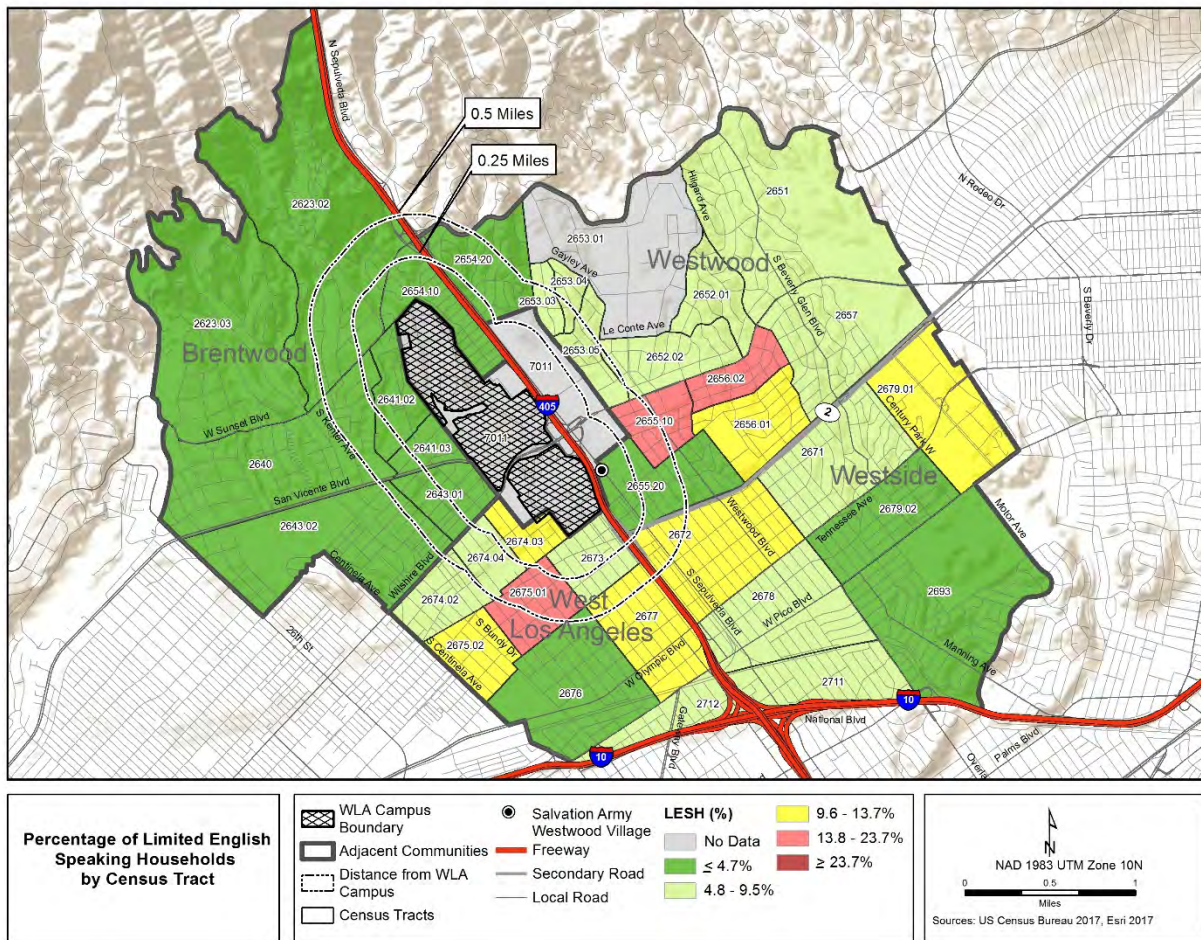 N Sepulveda Blvd
0.5 Miles
0.25 Miles
2623.02
2651
Hilgard Ave
N Rodeo Dr
2653.01
Gayley Ave
Westwood
2654.20
2653.04
S Beverly Glen Blvd
2654.10
2653.03
2652.01
2657
S Beverly Dr
2623.03
Le Conte Ave
Brentwood
2653.05
2652.02
7011
2656.02
2679.01
405
2641.02
Century Park W
2
W Sunset Blvd
S Kenter Ave
2655.10
2656.01
7011
2641.03
2671
2640
Westside
San Vicente Blvd
2643.01
2655.20
2679.02
Tennessee Ave
Motor Ave
2643.02
Westwood Blvd
2674.03
2672
2673
Centinela Ave
Wilshire Blvd
2674.04
S Sepulveda Blvd
2675.01
2678
2693
2674.02
West
Los Angeles
W Pico Blvd
2677
26th St
S Bundy Dr
2675.02
S Centinela Ave
W Olympic Blvd
Manning Ave
2676
2711
2712
10
National Blvd
Gateway Blvd
Palms Blvd
10
Overla
Percentage of Limited English
Speaking Households
by Census Tract
WLA Campus
Boundary
Adjacent Communities
Distance from WLA
Campus
Census Tracts
Salvation Army
Westwood Village
Freeway
Secondary Road
Local Road
LESH (%)
No Data
≤ 4.7%
4.8 - 9.5%
9.6 - 13.7%
13.8 - 23.7%
≥ 23.7%
N
NAD 1983 UTM Zone 10N
0 0.5 1
Miles
Sources: US Census Bureau 2017, Esri 2017